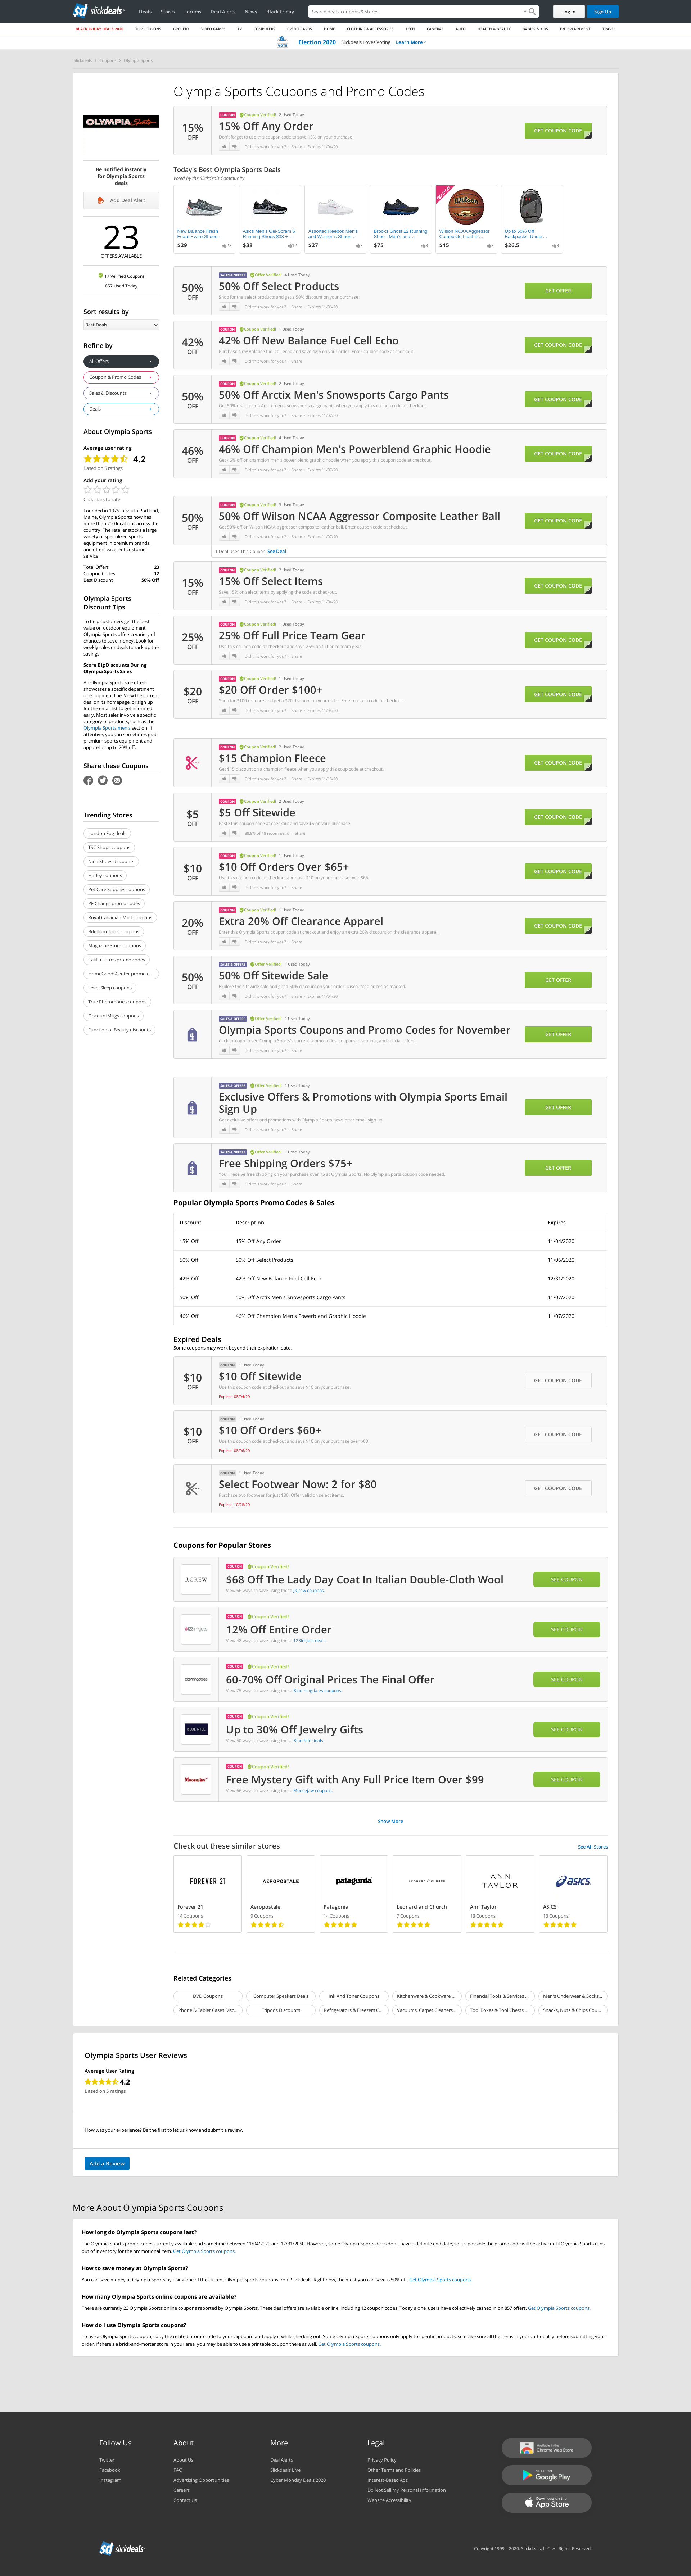 slickdeals
Deals
Stores
Forums
Deal Alerts
News
Black Friday
Search deals, coupons & stores
Log In
Sign Up
BLACK FRIDAY DEALS 2020
TOP COUPONS
GROCERY
VIDEO GAMES
TV
COMPUTERS
CREDIT CARDS
HOME
CLOTHING & ACCESSORIES
TECH
CAMERAS
AUTO
HEALTH & BEAUTY
BABIES & KIDS
ENTERTAINMENT
TRAVEL
VOTE
Election 2020 Slickdeals Loves Voting Learn More
Slickdeals
Coupons
Olympia Sports
OLYMPIA Sports
Be notified instantly
for Olympia Sports
deals
Add Deal Alert
23
OFFERS AVAILABLE
17 Verified Coupons
857 Used Today
Sort results by
Best Deals
Refine by
All Offers
Coupon & Promo Codes
Sales & Discounts
Deals
About Olympia Sports
Average user rating
4.2
Based on 5 ratings
Add your rating
Click stars to rate
Founded in 1975 in South Portland,
Maine, Olympia Sports now has
more than 200 locations across the
country. The retailer stocks a large
variety of specialized sports
equipment in premium brands,
and offers excellent customer
service.
Total Offers 23
Coupon Codes 12
Best Discount 50% Off
Olympia Sports
Discount Tips
To help customers get the best
value on outdoor equipment,
Olympia Sports offers a variety of
chances to save money. Look for
weekly sales or deals to rack up the
savings.
Score Big Discounts During
Olympia Sports Sales
An Olympia Sports sale often
showcases a specific department
or equipment line. View the current
deal on its homepage, or sign up
for the email list to get informed
early. Most sales involve a specific
category of products, such as the
Olympia Sports men's section. If
attentive, you can sometimes grab
premium sports equipment and
apparel at up to 70% off.
Share these Coupons
Trending Stores
London Fog deals
TSC Shops coupons
Nina Shoes discounts
Hatley coupons
Pet Care Supplies coupons
PF Changs promo codes
Royal Canadian Mint coupons
Bdellium Tools coupons
Magazine Store coupons
Califia Farms promo codes
HomeGoodsCenter promo c...
Level Sleep coupons
True Pheromones coupons
DiscountMugs coupons
Function of Beauty discounts
Olympia Sports Coupons and Promo Codes
15% OFF
COUPON Coupon Verified! 2 Used Today
15% Off Any Order
Don't forget to use this coupon code to save 15% on your purchase.
Did this work for you? · Share · Expires 11/04/20
GET COUPON CODE
Today's Best Olympia Sports Deals
Voted by the Slickdeals Community
New Balance Fresh
Foam Evare Shoes...
$29
23
Asics Men's Gel-Scram 6
Running Shoes $38 +...
$38
12
Assorted Reebok Men's
and Women's Shoes...
$27
7
Brooks Ghost 12 Running
Shoe - Men's and...
$75
3
Wilson NCAA Aggressor
Composite Leather...
$15
3
Up to 55% Off
Backpacks: Under...
$26.5
3
50% OFF
SALES & OFFERS Offer Verified! 4 Used Today
50% Off Select Products
Shop for the select products and get a 50% discount on your purchase.
Did this work for you? · Share · Expires 11/06/20
GET OFFER
42% OFF
COUPON Coupon Verified! 1 Used Today
42% Off New Balance Fuel Cell Echo
Purchase New Balance fuel cell echo and save 42% on your order. Enter coupon code at checkout.
Did this work for you? · Share
GET COUPON CODE
50% OFF
COUPON Coupon Verified! 2 Used Today
50% Off Arctix Men's Snowsports Cargo Pants
Get 50% discount on Arctix men's snowsports cargo pants when you apply this coupon code at checkout.
Did this work for you? · Share · Expires 11/07/20
GET COUPON CODE
46% OFF
COUPON Coupon Verified! 4 Used Today
46% Off Champion Men's Powerblend Graphic Hoodie
Get 46% off on champion men's power blend graphic hoodie when you apply this coupon code at checkout.
Did this work for you? · Share · Expires 11/07/20
GET COUPON CODE
50% OFF
COUPON Coupon Verified! 3 Used Today
50% Off Wilson NCAA Aggressor Composite Leather Ball
Get 50% off on Wilson NCAA aggressor composite leather ball. Enter coupon code at checkout.
Did this work for you? · Share · Expires 11/07/20
GET COUPON CODE
1 Deal Uses This Coupon. See Deal.
15% OFF
COUPON Coupon Verified! 2 Used Today
15% Off Select Items
Save 15% on select items by applying the code at checkout.
Did this work for you? · Share · Expires 11/04/20
GET COUPON CODE
25% OFF
COUPON Coupon Verified! 1 Used Today
25% Off Full Price Team Gear
Use this coupon code at checkout and save 25% on full-price team gear.
Did this work for you? · Share
GET COUPON CODE
$20 OFF
COUPON Coupon Verified! 1 Used Today
$20 Off Order $100+
Shop for $100 or more and get a $20 discount on your order. Enter coupon code at checkout.
Did this work for you? · Share · Expires 11/08/20
GET COUPON CODE
COUPON Coupon Verified! 2 Used Today
$15 Champion Fleece
Get $15 discount on a champion fleece when you apply this coup code at checkout.
Did this work for you? · Share · Expires 11/15/20
GET COUPON CODE
$5 OFF
COUPON Coupon Verified! 2 Used Today
$5 Off Sitewide
Paste this coupon code at checkout and save $5 on your purchase.
88.9% of 18 recommend · Share
GET COUPON CODE
$10 OFF
COUPON Coupon Verified! 1 Used Today
$10 Off Orders Over $65+
Use this coupon code at checkout and save $10 on your purchase over $65.
Did this work for you? · Share
GET COUPON CODE
20% OFF
COUPON Coupon Verified! 1 Used Today
Extra 20% Off Clearance Apparel
Enter this Olympia Sports coupon code at checkout and enjoy an extra 20% discount on the clearance apparel.
Did this work for you? · Share
GET COUPON CODE
50% OFF
SALES & OFFERS Offer Verified! 1 Used Today
50% Off Sitewide Sale
Explore the sitewide sale and get a 50% discount on your order. Discounted prices as marked.
Did this work for you? · Share · Expires 11/09/20
GET OFFER
SALES & OFFERS Offer Verified! 1 Used Today
Olympia Sports Coupons and Promo Codes for November
Click through to see Olympia Sports's current promo codes, coupons, discounts, and special offers.
Did this work for you? · Share
GET OFFER
SALES & OFFERS Offer Verified! 1 Used Today
Exclusive Offers & Promotions with Olympia Sports Email
Sign Up
Get exclusive offers and promotions with Olympia Sports newsletter email sign up.
Did this work for you? · Share
GET OFFER
SALES & OFFERS Offer Verified! 1 Used Today
Free Shipping Orders $75+
You'll receive free shipping on your purchase over 75 at Olympia Sports. No Olympia Sports coupon code needed.
Did this work for you? · Share
GET OFFER
Popular Olympia Sports Promo Codes & Sales
Discount Description Expires
15% Off 15% Off Any Order 11/04/2020
50% Off 50% Off Select Products 11/06/2020
42% Off 42% Off New Balance Fuel Cell Echo 12/31/2020
50% Off 50% Off Arctix Men's Snowsports Cargo Pants 11/07/2020
46% Off 46% Off Champion Men's Powerblend Graphic Hoodie 11/07/2020
Expired Deals
Some coupons may work beyond their expiration date.
$10 OFF
COUPON 1 Used Today
$10 Off Sitewide
Use this coupon code at checkout and save $10 on your purchase.
Expired 08/04/20
GET COUPON CODE
$10 OFF
COUPON 1 Used Today
$10 Off Orders $60+
Use this coupon code at checkout and save $10 on your purchase over $60.
Expired 08/06/20
GET COUPON CODE
COUPON 1 Used Today
Select Footwear Now: 2 for $80
Purchase two footwear for just $80. Offer valid on select items.
Expired 10/28/20
GET COUPON CODE
Coupons for Popular Stores
J.CREW
COUPON Coupon Verified!
$68 Off The Lady Day Coat In Italian Double-Cloth Wool
View 60 ways to save using these J.Crew coupons.
SEE COUPON
123inkjets
COUPON Coupon Verified!
12% Off Entire Order
View 48 ways to save using these 123inkjets deals.
SEE COUPON
bloomingdales
COUPON Coupon Verified!
60-70% Off Original Prices The Final Offer
View 75 ways to save using these Bloomingdales coupons.
SEE COUPON
BLUE NILE
COUPON Coupon Verified!
Up to 30% Off Jewelry Gifts
View 50 ways to save using these Blue Nile deals.
SEE COUPON
Moosejaw
COUPON Coupon Verified!
Free Mystery Gift with Any Full Price Item Over $99
View 60 ways to save using these Moosejaw coupons.
SEE COUPON
Show More
Check out these similar stores
See All Stores
FOREVER 21
Forever 21
14 Coupons
AÉROPOSTALE
Aeropostale
9 Coupons
patagonia
Patagonia
14 Coupons
LEONARD & CHURCH
Leonard and Church
7 Coupons
ANN
TAYLOR
Ann Taylor
13 Coupons
asics
ASICS
13 Coupons
Related Categories
DVD Coupons
Computer Speakers Deals
Ink And Toner Coupons
Kitchenware & Cookware ...
Financial Tools & Services ...
Men's Underwear & Socks...
Phone & Tablet Cases Disc...
Tripods Discounts
Refrigerators & Freezers C...
Vacuums, Carpet Cleaners...
Tool Boxes & Tool Chests ...
Snacks, Nuts & Chips Cou...
Olympia Sports User Reviews
Average User Rating
4.2
Based on 5 ratings
How was your experience? Be the first to let us know and submit a review.
Add a Review
More About Olympia Sports Coupons
How long do Olympia Sports coupons last?
The Olympia Sports promo codes currently available end sometime between 11/04/2020 and 12/31/2050. However, some Olympia Sports deals don't have a definite end date, so it's possible the promo code will be active until Olympia Sports runs
out of inventory for the promotional item. Get Olympia Sports coupons.
How to save money at Olympia Sports?
You can save money at Olympia Sports by using one of the current Olympia Sports coupons from Slickdeals. Right now, the most you can save is 50% off. Get Olympia Sports coupons.
How many Olympia Sports online coupons are available?
There are currently 23 Olympia Sports online coupons reported by Olympia Sports. These deal offers are available online, including 12 coupon codes. Today alone, users have collectively cashed in on 857 offers. Get Olympia Sports coupons.
How do I use Olympia Sports coupons?
To use a Olympia Sports coupon, copy the related promo code to your clipboard and apply it while checking out. Some Olympia Sports coupons only apply to specific products, so make sure all the items in your cart qualify before submitting your
order. If there's a brick-and-mortar store in your area, you may be able to use a printable coupon there as well. Get Olympia Sports coupons.
Follow Us
Twitter
Facebook
Instagram
About
About Us
FAQ
Advertising Opportunities
Careers
Contact Us
More
Deal Alerts
Slickdeals Live
Cyber Monday Deals 2020
Legal
Privacy Policy
Other Terms and Policies
Interest-Based Ads
Do Not Sell My Personal Information
Website Accessibility
Available in the
Chrome Web Store
GET IT ON
Google Play
Download on the
App Store
slickdeals
Copyright 1999 – 2020. Slickdeals, LLC. All Rights Reserved.